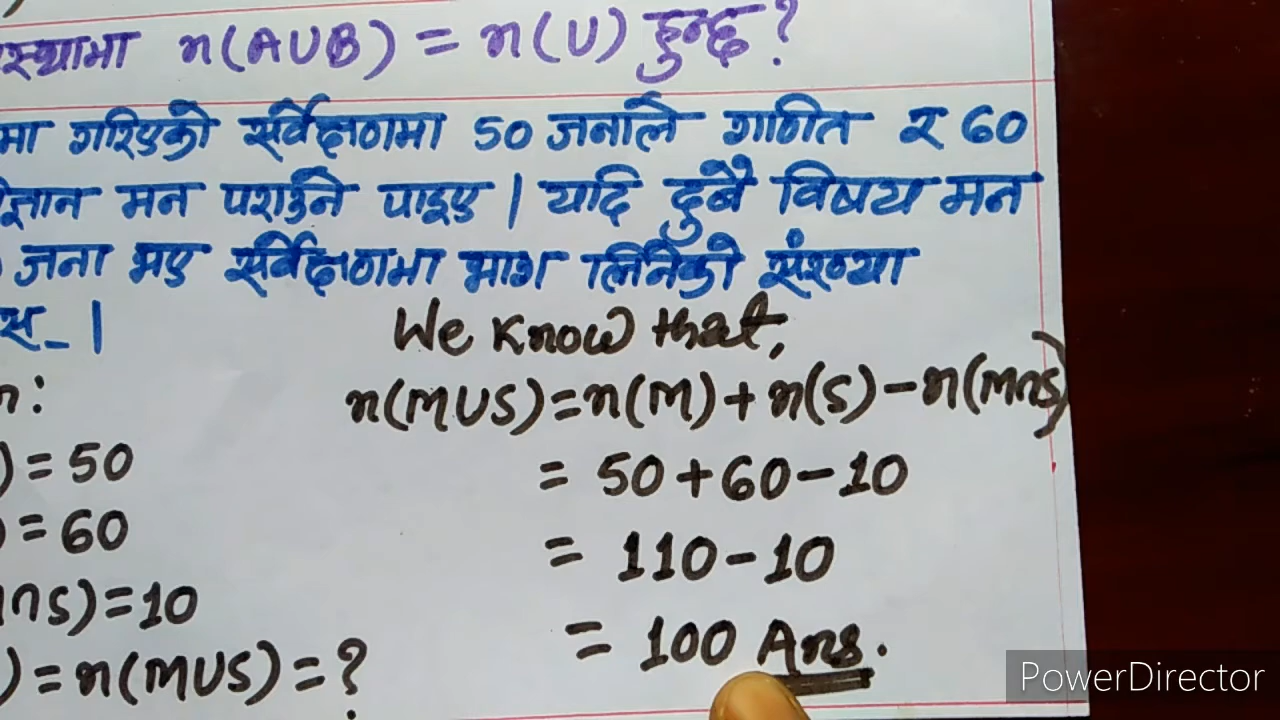 स्थामा n(AUB) = n(U) हुन्छ?
मा गरिएको सर्वेक्षणमा 50 जनाले गणित र 60
ज्ञान मन पराउने पाइए | यदि दुबै विषय मन
जना भए सर्वेक्षणमा भाग लिनेको संख्या
We know that,
n(MUS)=n(M)+n(S)-n(M∩S)
)=50
= 50+60-10
)=60
= 110-10
∩S)=10
= 100 Ans.
)=n(MUS)=?
PowerDirector